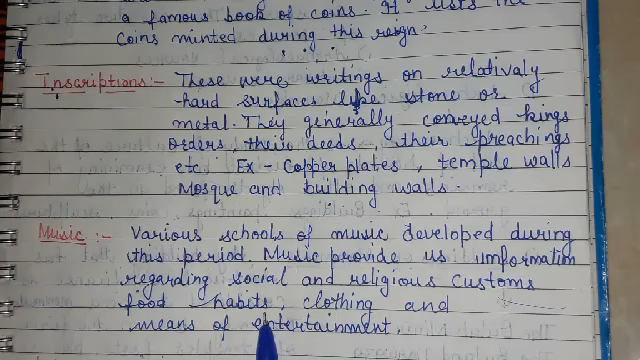 a famous book of coins. It lists the
coins minted during this reign.
Inscriptions:- These were writings on relativaly
hard surfaces like stone or
metal. They generally conveyed kings
orders, their deeds, their preachings
etc. Ex - Copper plates, temple walls
Mosque and building walls.
Music :- Various schools of music developed during
this period. Music provide us information
regarding social and religious customs
food habits, clothing and
means of entertainment.